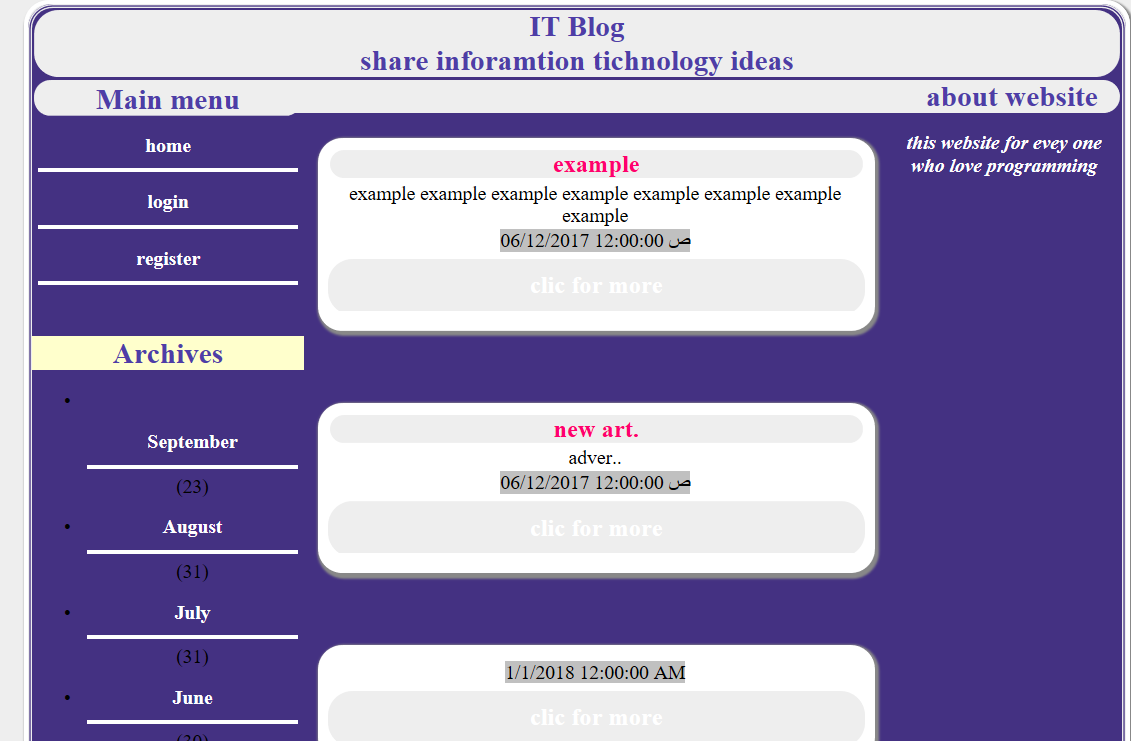 IT Blog
share inforamtion tichnology ideas
Main menu
about website
home
login
register
Archives
September
(23)
August
(31)
July
(31)
June
(30)
example
example example example example example example example
example
06/12/2017 12:00:00 ص
clic for more
new art.
adver..
06/12/2017 12:00:00 ص
clic for more
1/1/2018 12:00:00 AM
clic for more
this website for evey one
who love programming